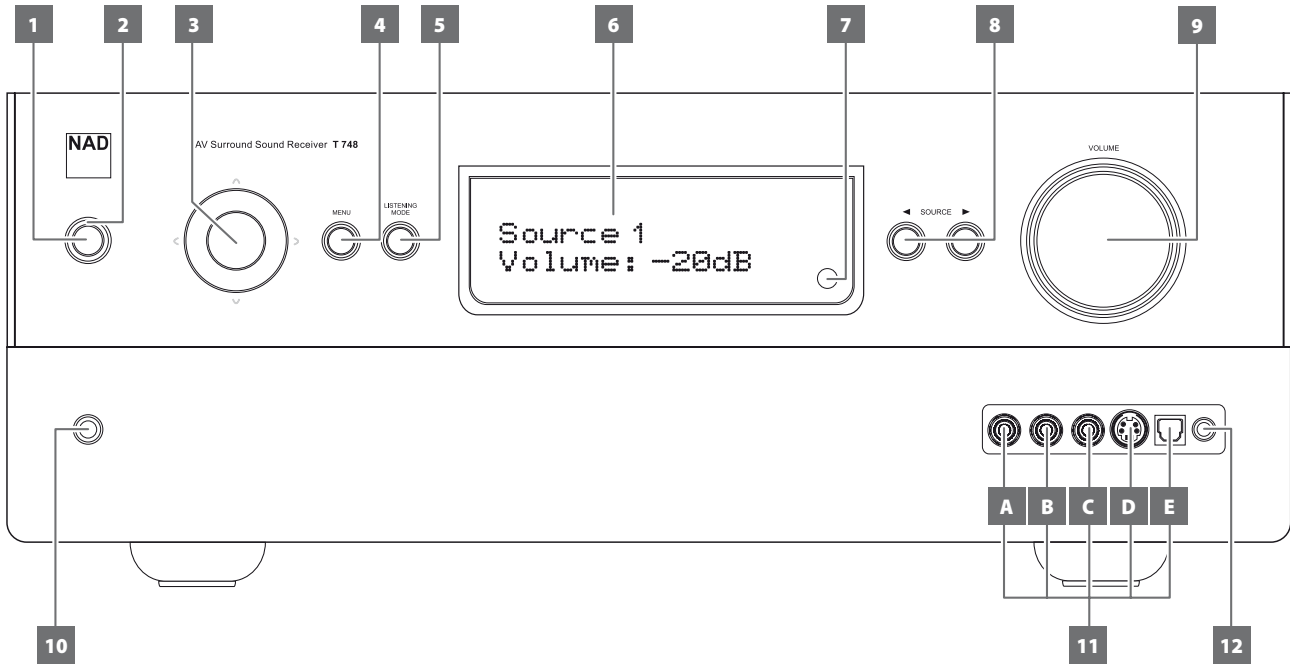 1 2 3 4 5 6 7 8 9
NAD
AV Surround Sound Receiver T 748
VOLUME
MENU
LISTENING
MODE
◄ SOURCE ►
Source 1
Volume: -20dB
A B C D E
10 11 12